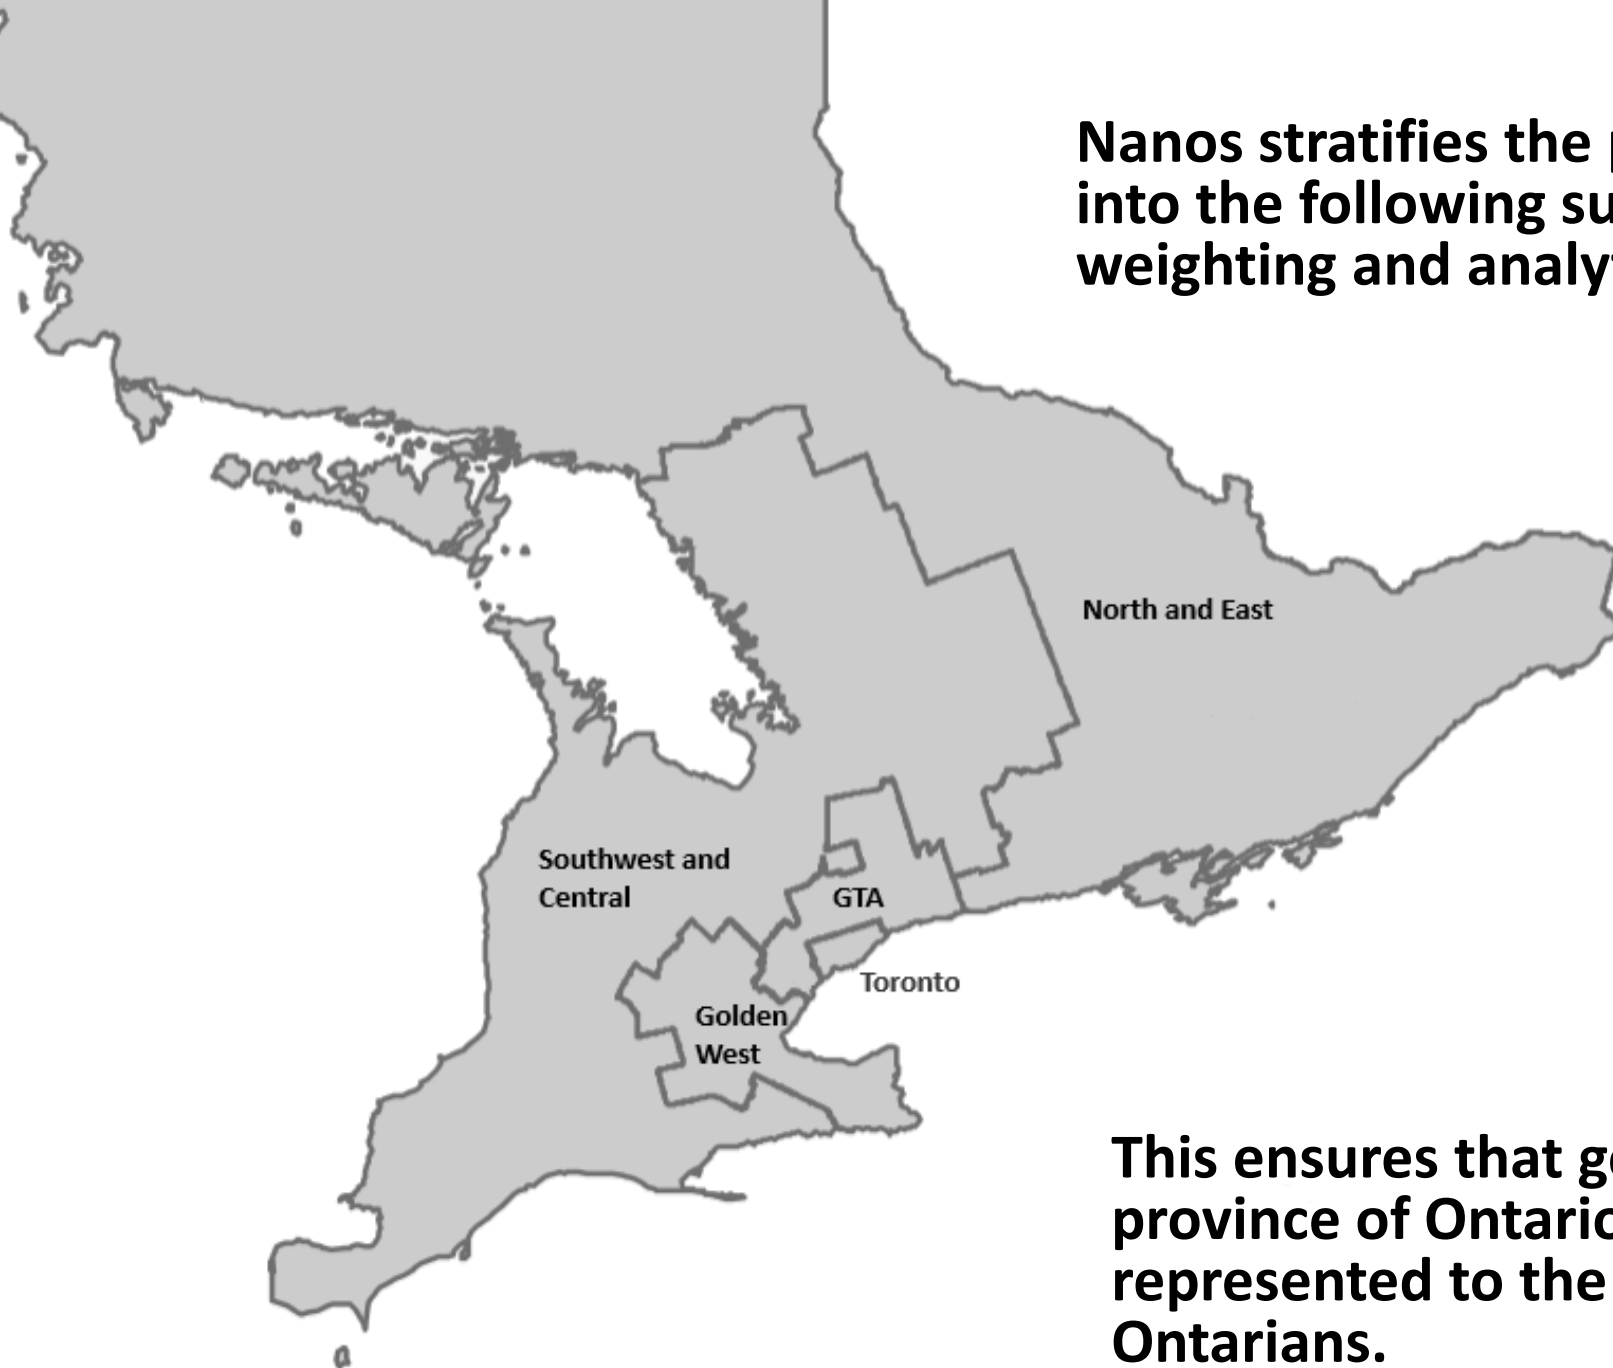 Nanos stratifies the
into the following
weighting and
North and East
Southwest and
Central
GTA
Toronto
Golden
West
This ensures that
province of
represented to the
Ontarians.